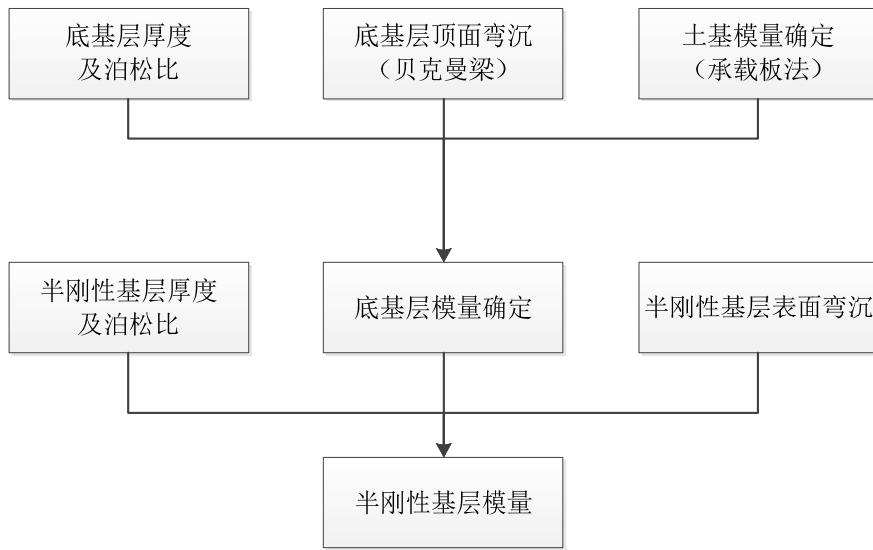 底基层厚度
及泊松比
底基层顶面弯沉
（贝克曼梁）
土基模量确定
（承载板法）
半刚性基层厚度
及泊松比
底基层模量确定
半刚性基层表面弯沉
半刚性基层模量